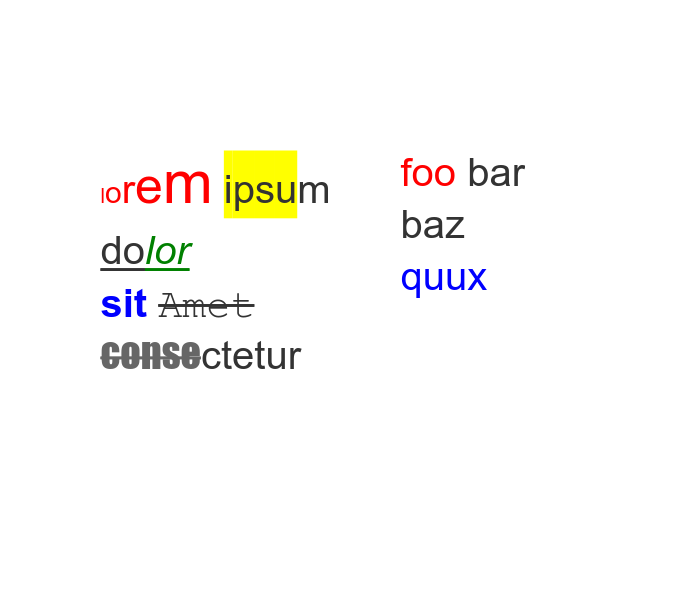 lorem ipsum
dolor
sit Amet
consectetur
foo bar
baz
quux